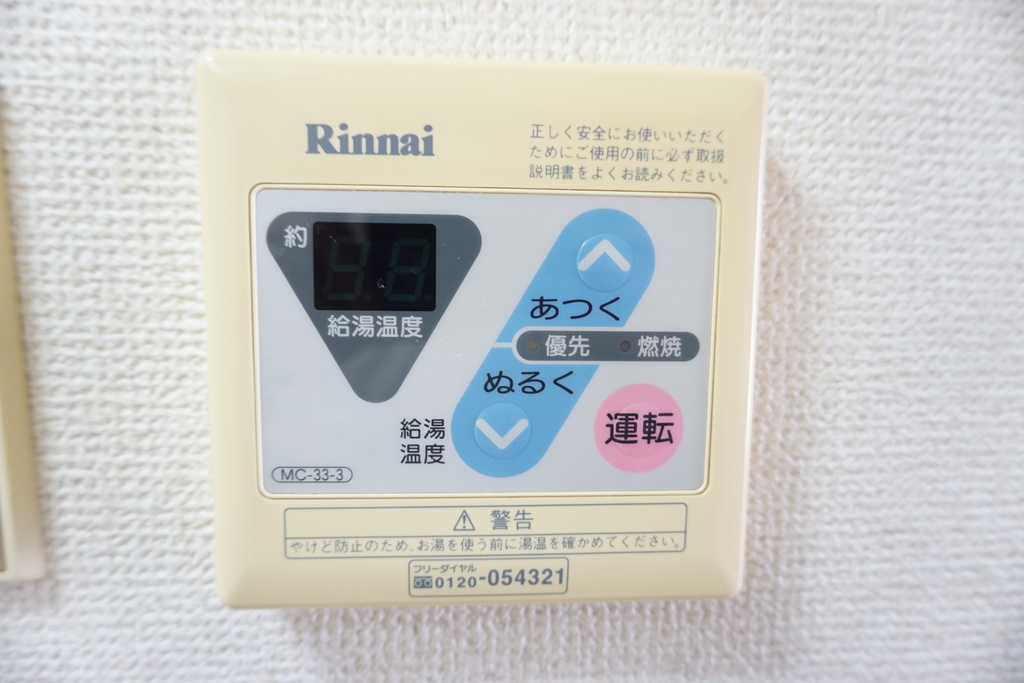 Rinnai
正しく安全にお使いいただく
ためにご使用の前に必ず取扱
説明書をよくお読みください。
約
給湯温度
あつく
優先
燃焼
ぬるく
給湯
温度
運転
MC-33-3
警告
やけど防止のため、お湯を使う前に湯温を確かめてください。
フリーダイヤル
0120-054321